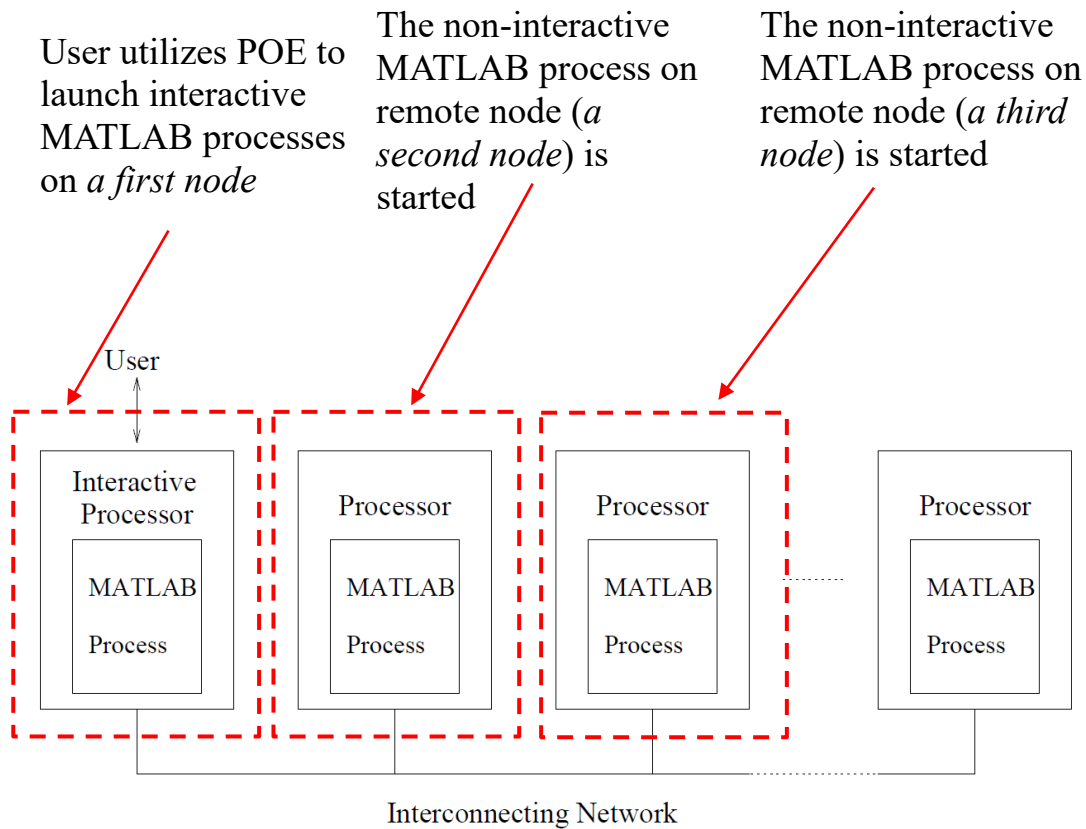 User utilizes POE to
launch interactive
MATLAB processes
on a first node
The non-interactive
MATLAB process on
remote node (a
second node) is
started
The non-interactive
MATLAB process on
remote node (a third
node) is started
User
Interactive
Processor
MATLAB
Process
Processor
MATLAB
Process
Processor
MATLAB
Process
Processor
MATLAB
Process
Interconnecting Network